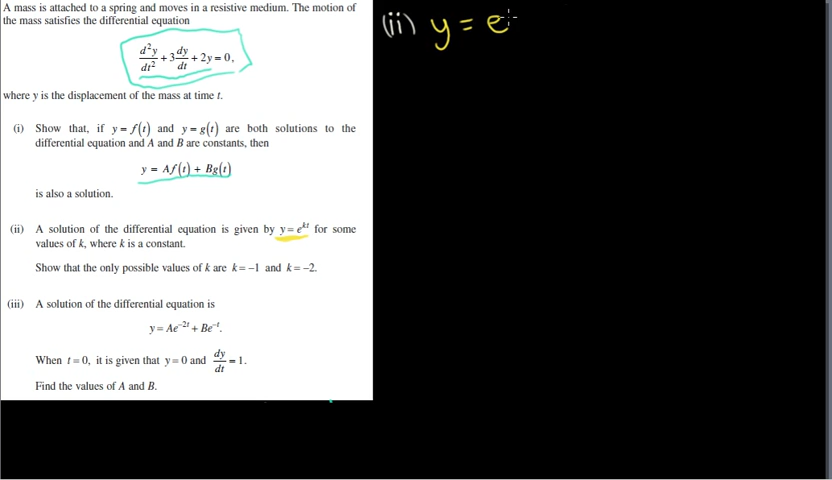 A mass is attached to a spring and moves in a resistive medium. The motion of
the mass satisfies the differential equation
d²y/dt² + 3 dy/dt + 2y = 0,
where y is the displacement of the mass at time t.
(i) Show that, if y = f(t) and y = g(t) are both solutions to the
differential equation and A and B are constants, then
y = Af(t) + Bg(t)
is also a solution.
(ii) A solution of the differential equation is given by y = e^{kt} for some
values of k, where k is a constant.
Show that the only possible values of k are k = −1 and k = −2.
(iii) A solution of the differential equation is
y = Ae^{−2t} + Be^{−t}.
When t = 0, it is given that y = 0 and dy/dt = 1.
Find the values of A and B.
(ii) y = e